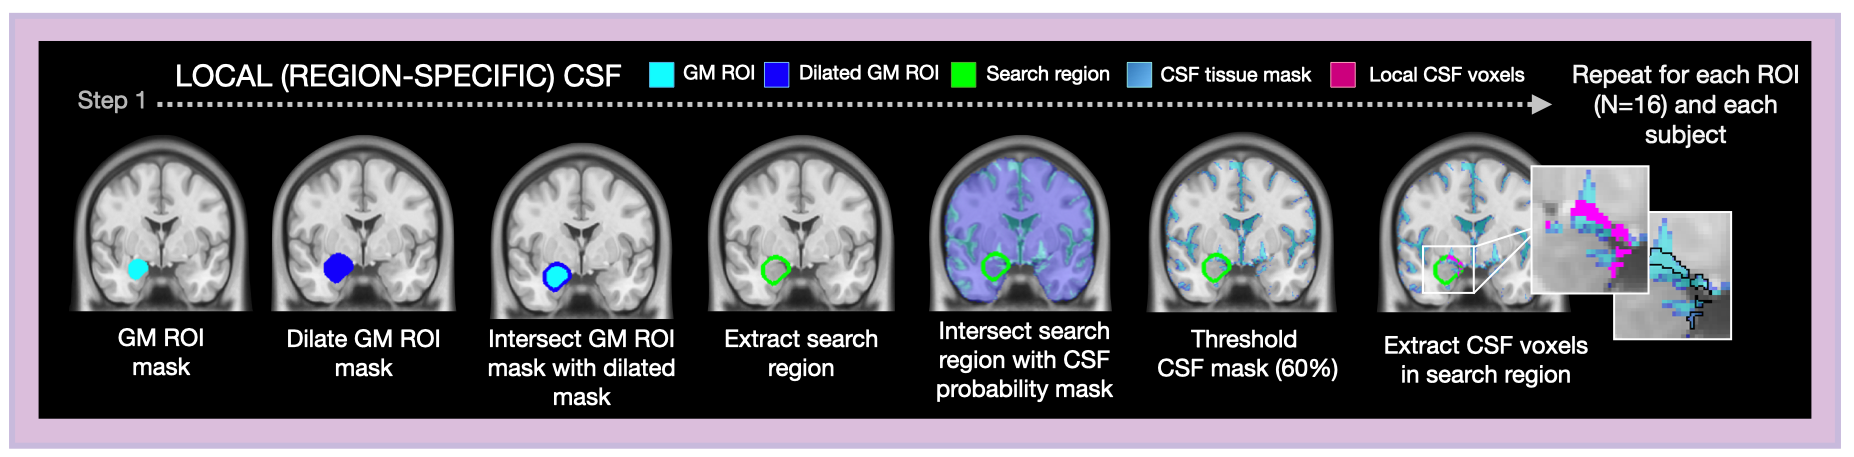 LOCAL (REGION-SPECIFIC) CSF
GM ROI
Dilated GM ROI
Search region
CSF tissue mask
Local CSF voxels
Step 1
Repeat for each ROI
(N=16) and each
subject
GM ROI
mask
Dilate GM ROI
mask
Intersect GM ROI
mask with dilated
mask
Extract search
region
Intersect search
region with CSF
probability mask
Threshold
CSF mask (60%)
Extract CSF voxels
in search region